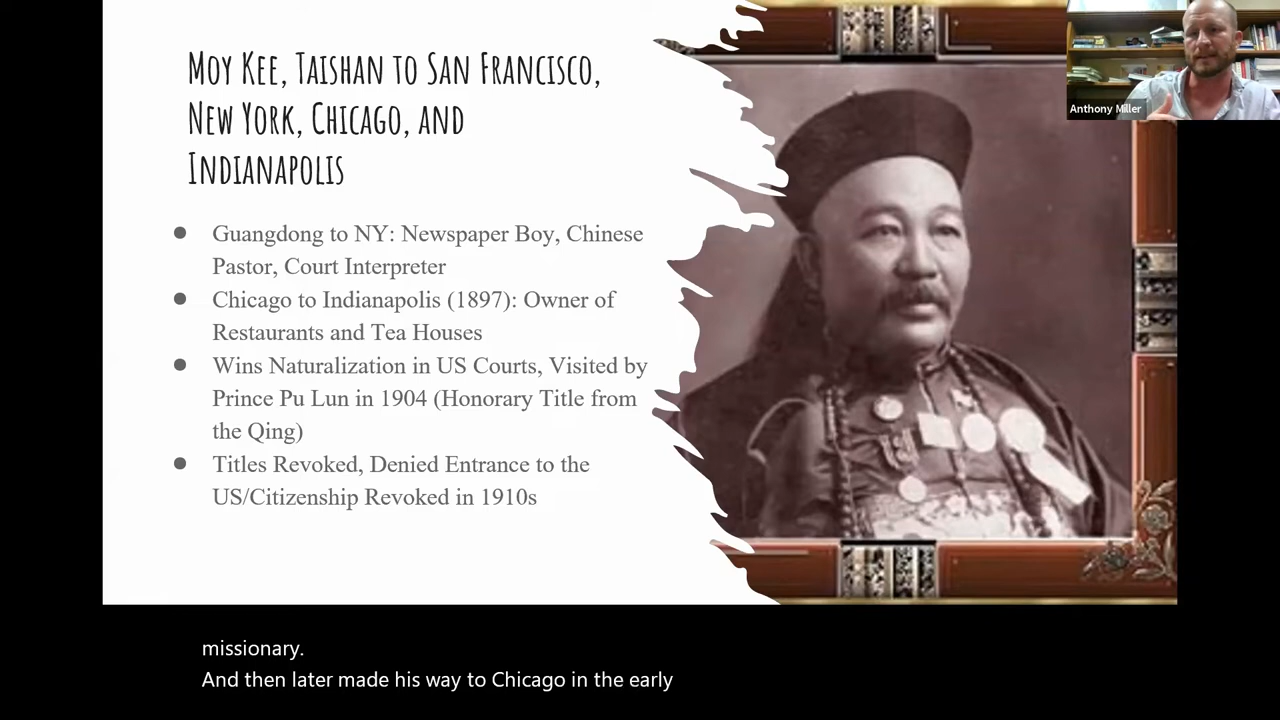 Moy Kee, Taishan to San Francisco,
New York, Chicago, and
Indianapolis
● Guangdong to NY: Newspaper Boy, Chinese
Pastor, Court Interpreter
● Chicago to Indianapolis (1897): Owner of
Restaurants and Tea Houses
● Wins Naturalization in US Courts, Visited by
Prince Pu Lun in 1904 (Honorary Title from
the Qing)
● Titles Revoked, Denied Entrance to the
US/Citizenship Revoked in 1910s
Anthony Miller
missionary.
And then later made his way to Chicago in the early